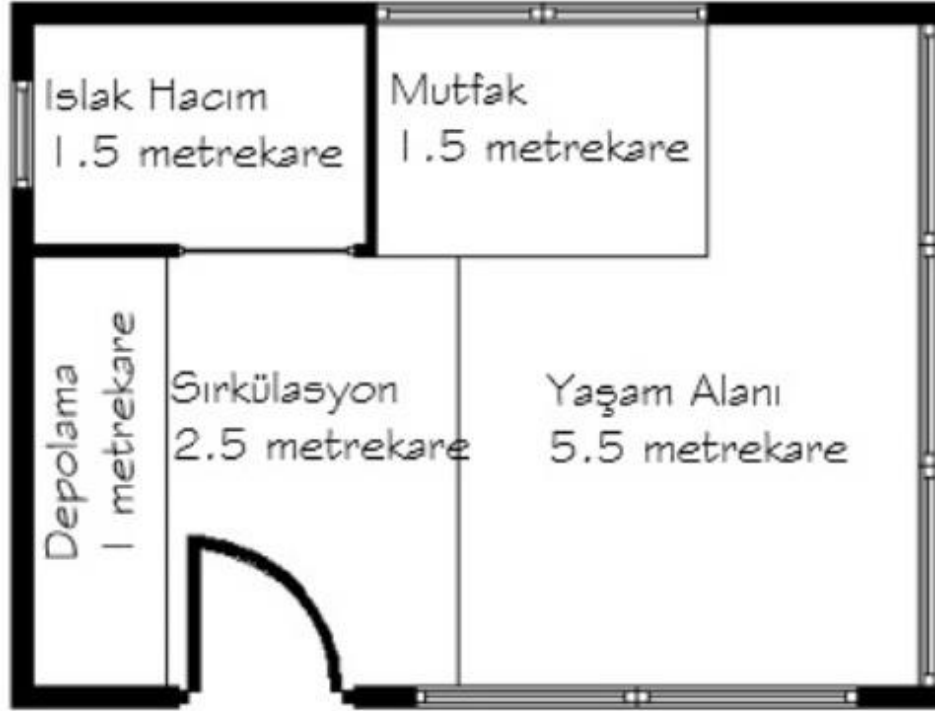 Islak Hacım
1.5 metrekare
Mutfak
1.5 metrekare
Depolama
1 metrekare
Sırkülasyon
2.5 metrekare
Yaşam Alanı
5.5 metrekare